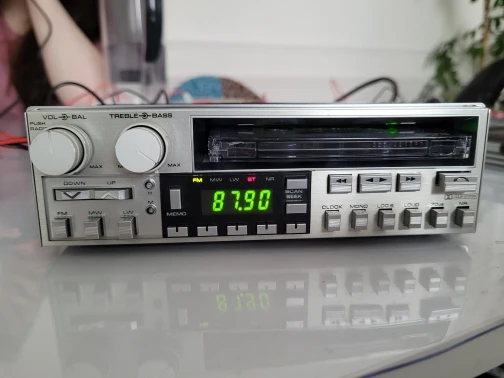 VOL BAL TREBLE BASS
PUSH
RADIO
MAX MAX
DOWN UP
FM MW LW ST NR
87.90
MEMO
SCAN
SEEK
FM MW LW
CLOCK MONO LOUD NR